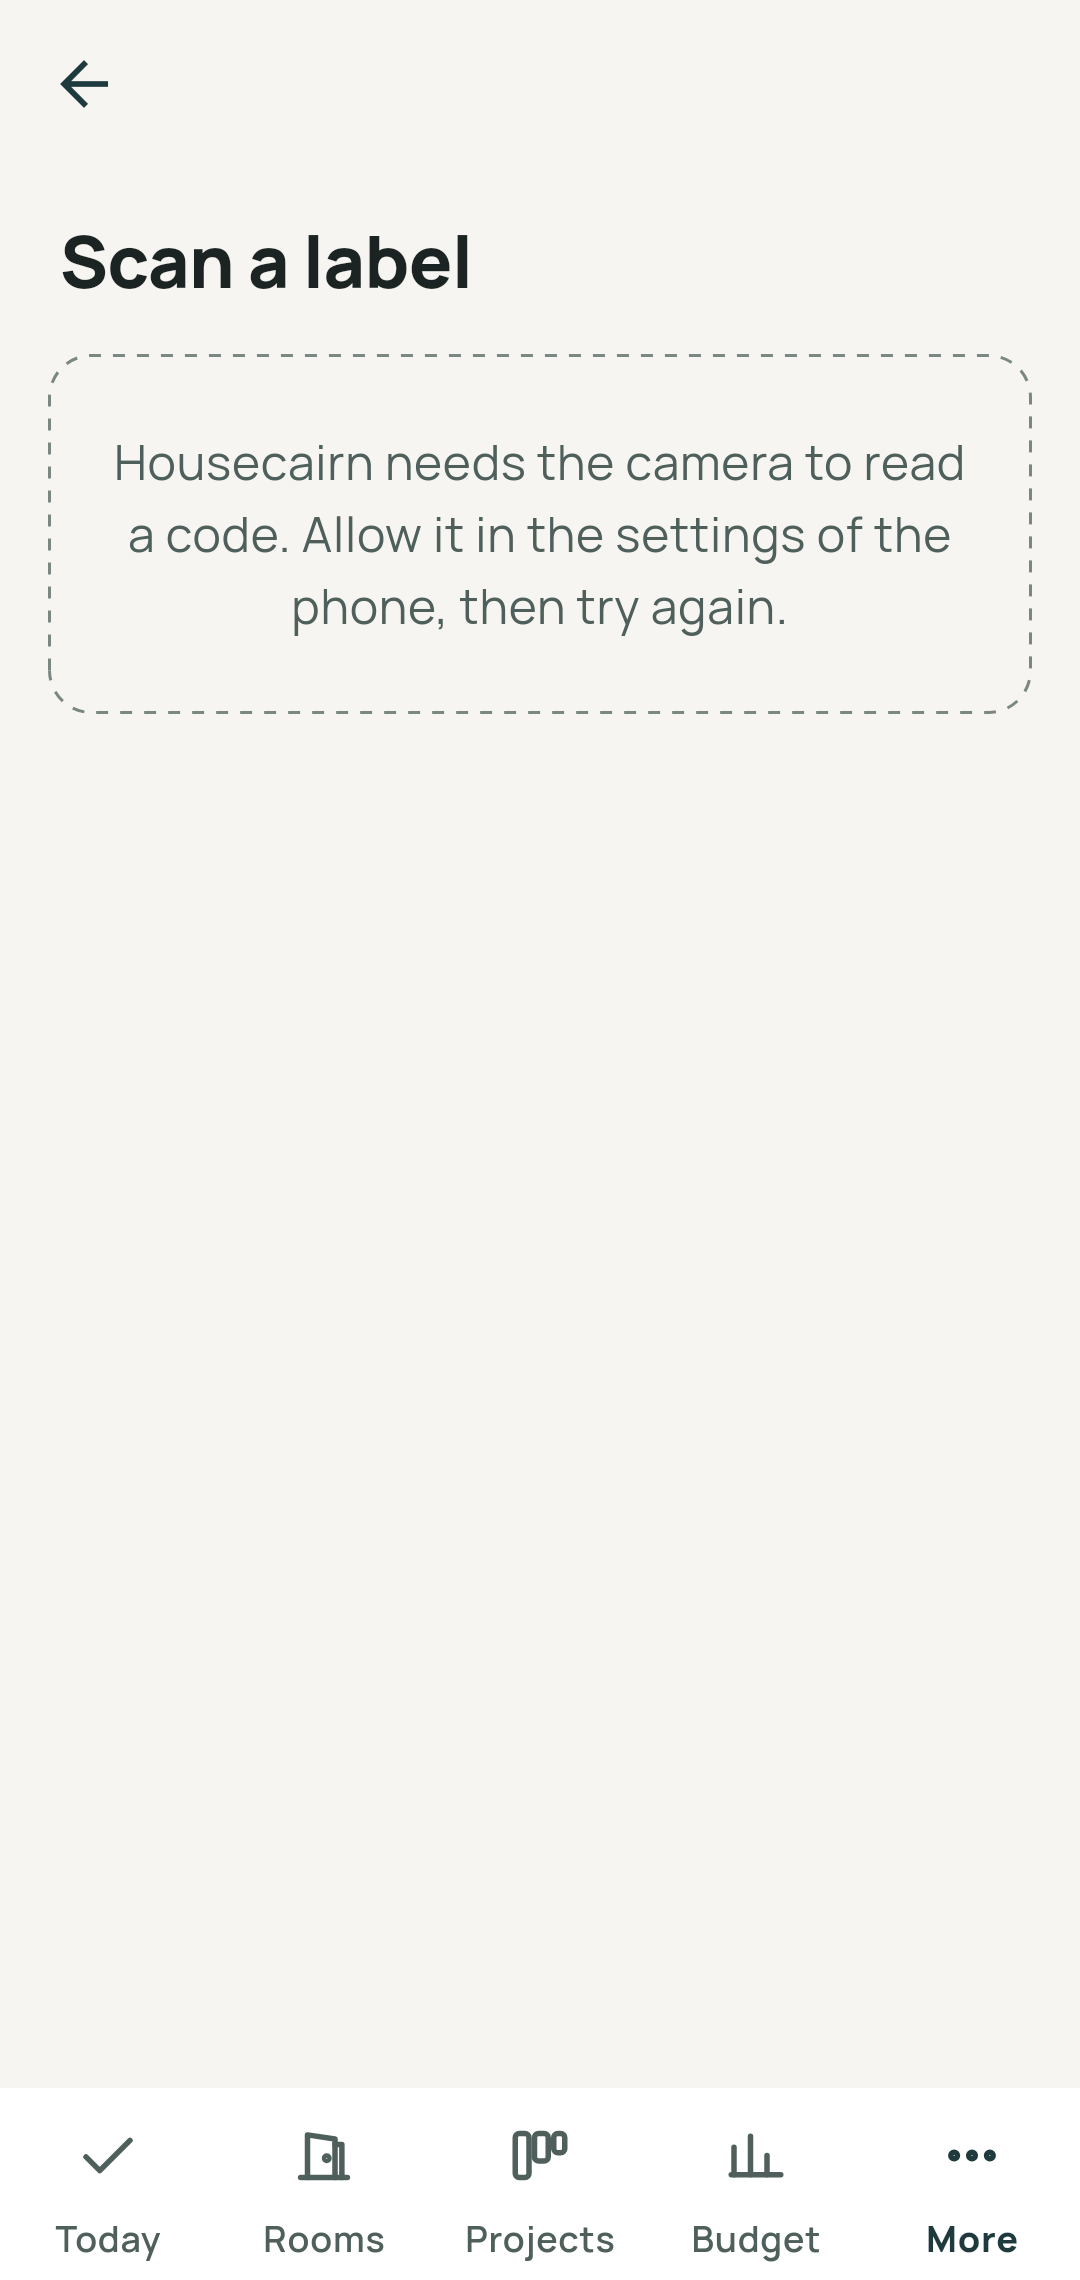 Scan a label
Housecairn needs the camera to read
a code. Allow it in the settings of the
phone, then try again.
Today
Rooms
Projects
Budget
More